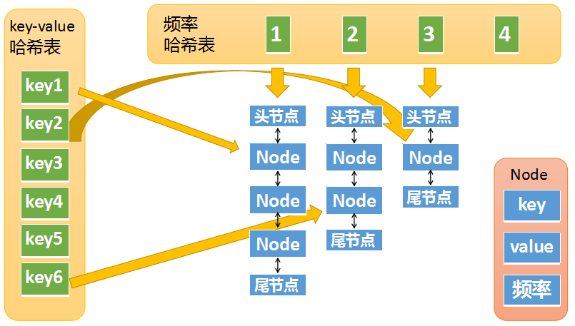 key-value
哈希表
key1
key2
key3
key4
key5
key6
频率
哈希表
1
2
3
4
头节点
头节点
头节点
Node
Node
Node
Node
Node
尾节点
Node
尾节点
尾节点
Node
key
value
频率